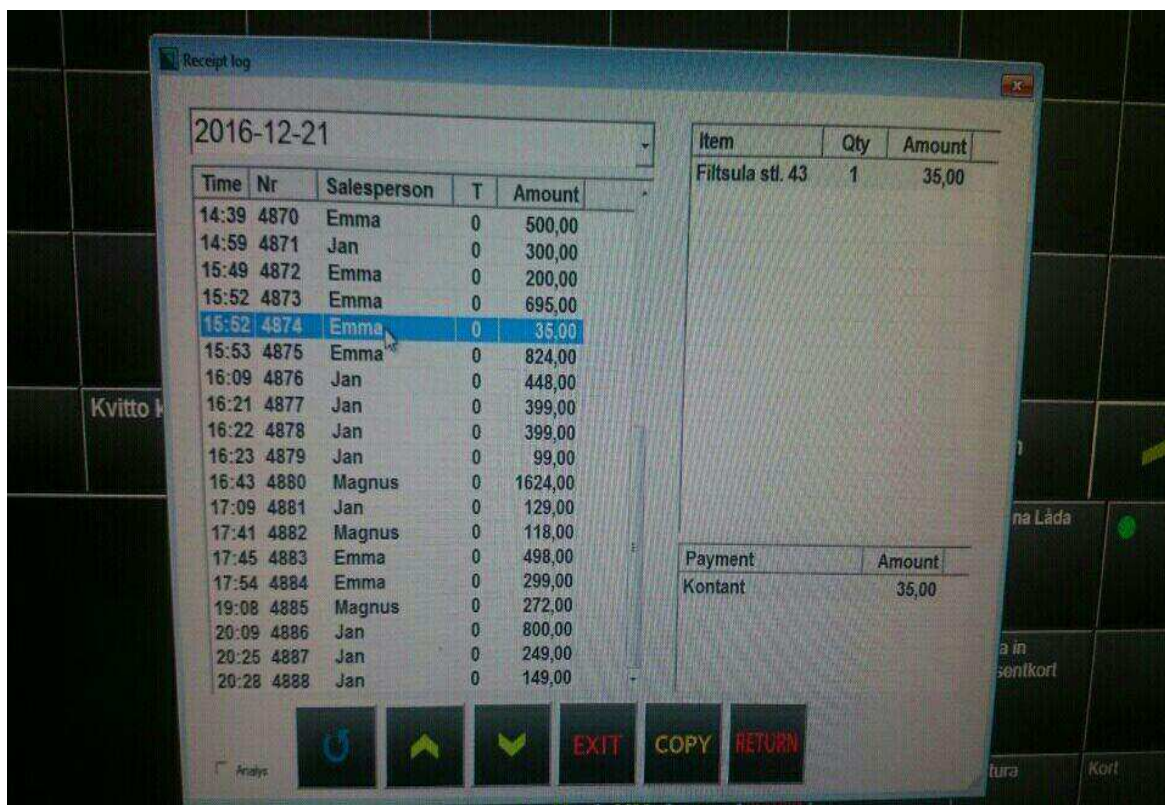 Receipt log
2016-12-21
Time Nr Salesperson T Amount
14:39 4870 Emma 0 500,00
14:59 4871 Jan 0 300,00
15:49 4872 Emma 0 200,00
15:52 4873 Emma 0 695,00
15:52 4874 Emma 0 35,00
15:53 4875 Emma 0 824,00
16:09 4876 Jan 0 448,00
16:21 4877 Jan 0 399,00
16:22 4878 Jan 0 399,00
16:23 4879 Jan 0 99,00
16:43 4880 Magnus 0 1624,00
17:09 4881 Jan 0 129,00
17:41 4882 Magnus 0 118,00
17:45 4883 Emma 0 498,00
17:54 4884 Emma 0 299,00
19:08 4885 Magnus 0 272,00
20:09 4886 Jan 0 800,00
20:25 4887 Jan 0 249,00
20:28 4888 Jan 0 149,00
Item Qty Amount
Filtsula stl. 43 1 35,00
Payment Amount
Kontant 35,00
Analys
EXIT COPY RETURN
Kvitto k
na Låda
a in
sentkort
tura
Kort